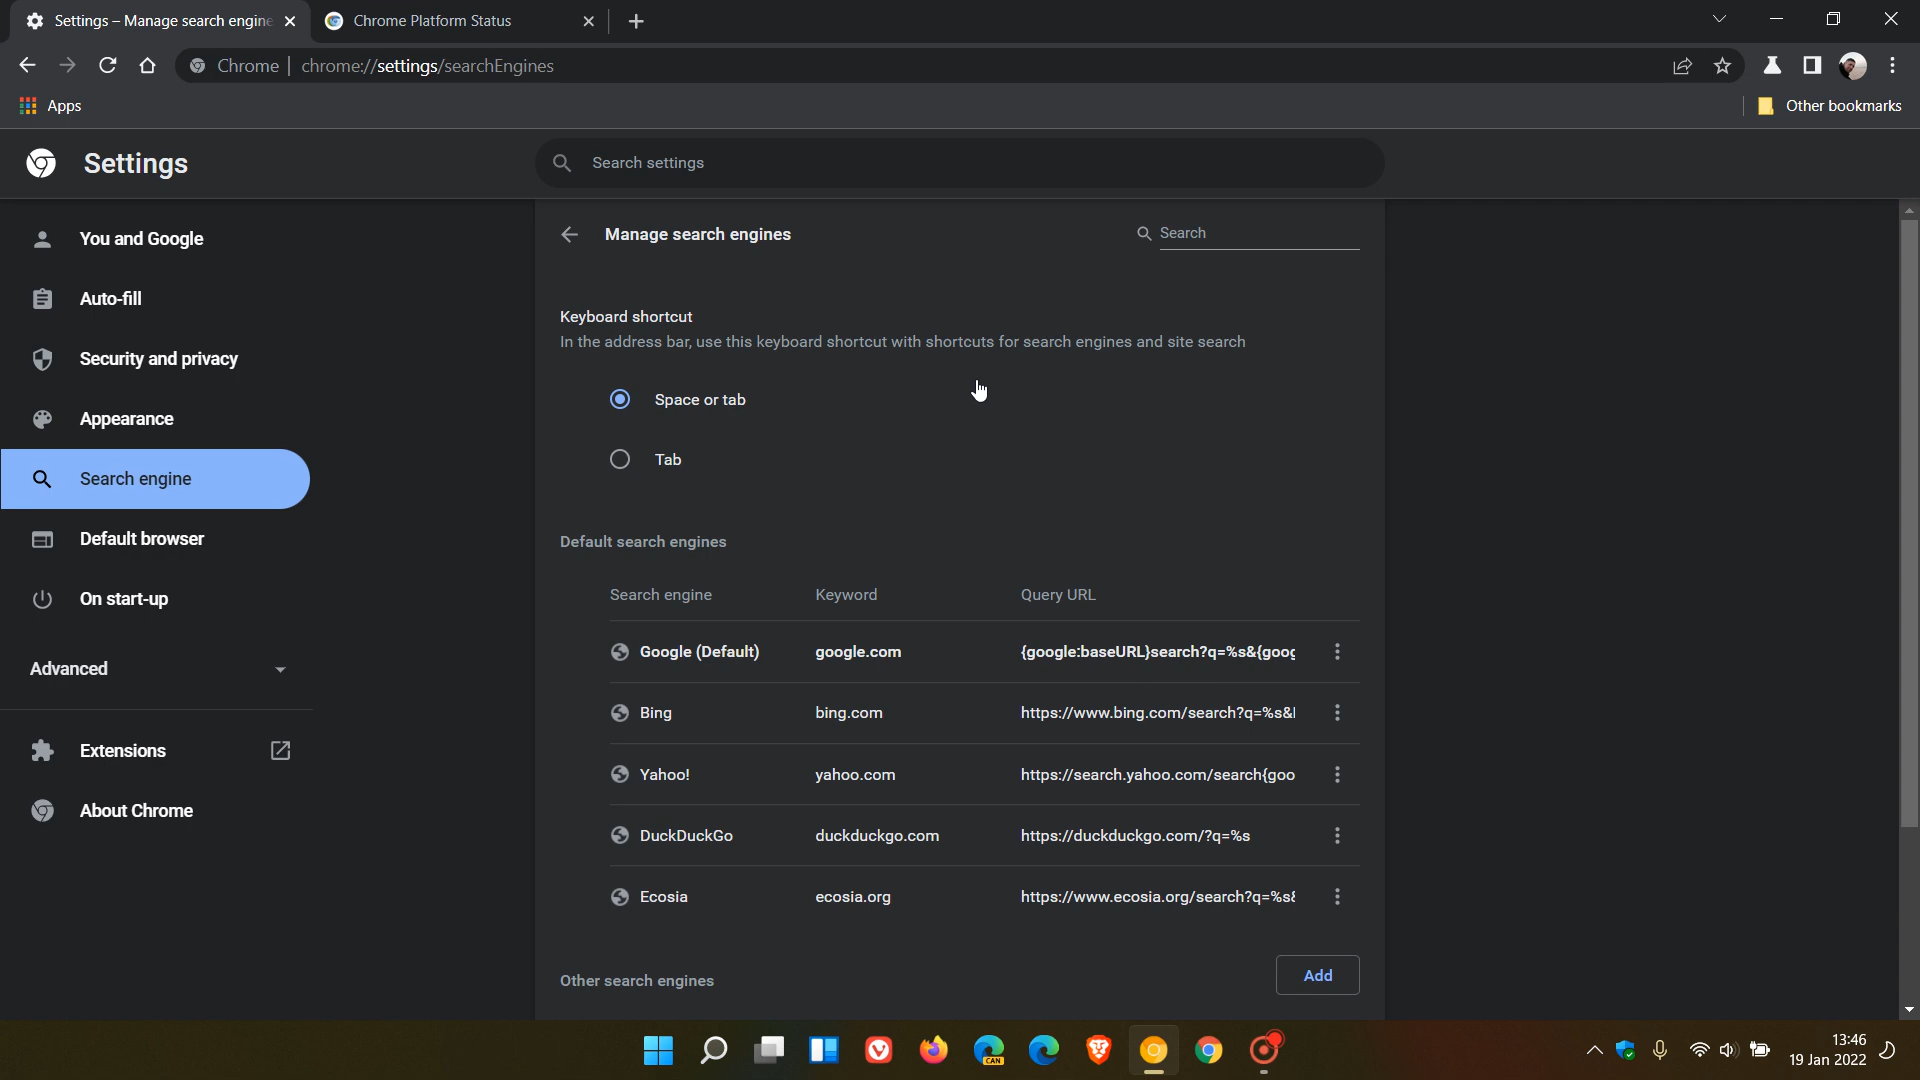 Settings – Manage search engine
Chrome Platform Status
Chrome | chrome://settings/searchEngines
Apps
Other bookmarks
Settings
Search settings
You and Google
Auto-fill
Security and privacy
Appearance
Search engine
Default browser
On start-up
Advanced
Extensions
About Chrome
Manage search engines
Search
Keyboard shortcut
In the address bar, use this keyboard shortcut with shortcuts for search engines and site search
Space or tab
Tab
Default search engines
Search engine Keyword Query URL
Google (Default) google.com {google:baseURL}search?q=%s&{goog
Bing bing.com https://www.bing.com/search?q=%s&
Yahoo! yahoo.com https://search.yahoo.com/search{goo
DuckDuckGo duckduckgo.com https://duckduckgo.com/?q=%s
Ecosia ecosia.org https://www.ecosia.org/search?q=%s&
Other search engines
Add
CAN
13:46
19 Jan 2022